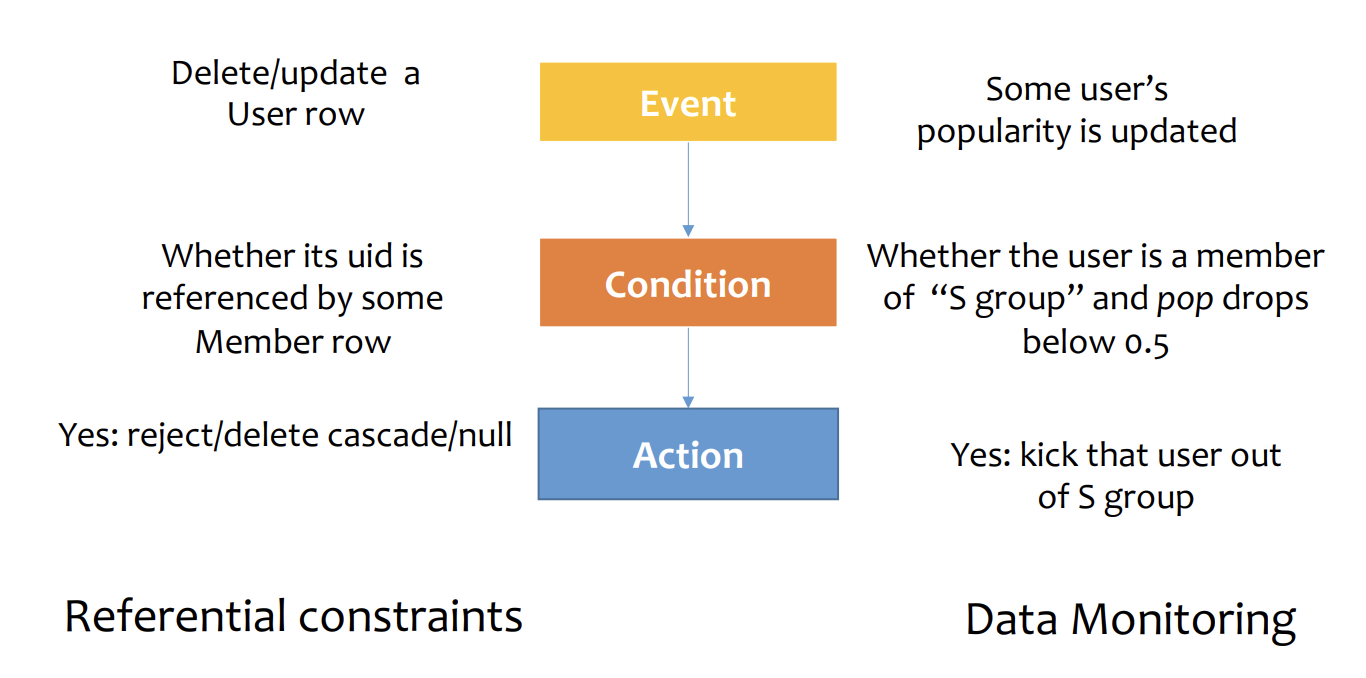 Delete/update a
User row
Event
Some user’s
popularity is updated
Whether its uid is
referenced by some
Member row
Condition
Whether the user is a member
of “S group” and pop drops
below 0.5
Yes: reject/delete cascade/null
Action
Yes: kick that user out
of S group
Referential constraints
Data Monitoring